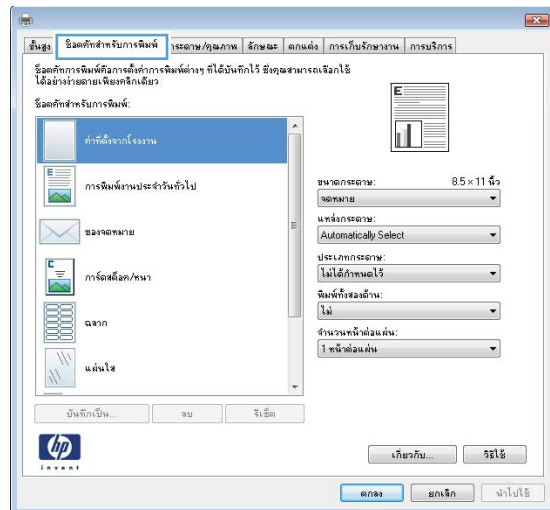 ขั้นสูง ช็อตคัทสำหรับการพิมพ์ กระดาษ/คุณภาพ ลักษณะ ตกแต่ง การเก็บรักษางาน การบริการ
ช็อตคัทการพิมพ์คือการตั้งค่าการพิมพ์ต่างๆ ที่ได้บันทึกไว้ ซึ่งคุณสามารถเลือกใช้
ได้อย่างง่ายดายเพียงคลิกเดียว
ช็อตคัทสำหรับการพิมพ์:
ค่าที่ตั้งจากโรงงาน
การพิมพ์งานประจำวันทั่วไป
ซองจดหมาย
การ์ดสต็อค/หนา
ฉลาก
แผ่นใส
บันทึกเป็น... ลบ รีเซ็ต
E
ขนาดกระดาษ: 8.5 × 11 นิ้ว
จดหมาย
แหล่งกระดาษ:
Automatically Select
ประเภทกระดาษ:
ไม่ได้กำหนดไว้
พิมพ์ทั้งสองด้าน:
ไม่
จำนวนหน้าต่อแผ่น:
1 หน้าต่อแผ่น
hp
invent
เกี่ยวกับ... วิธีใช้
ตกลง ยกเลิก นำไปใช้